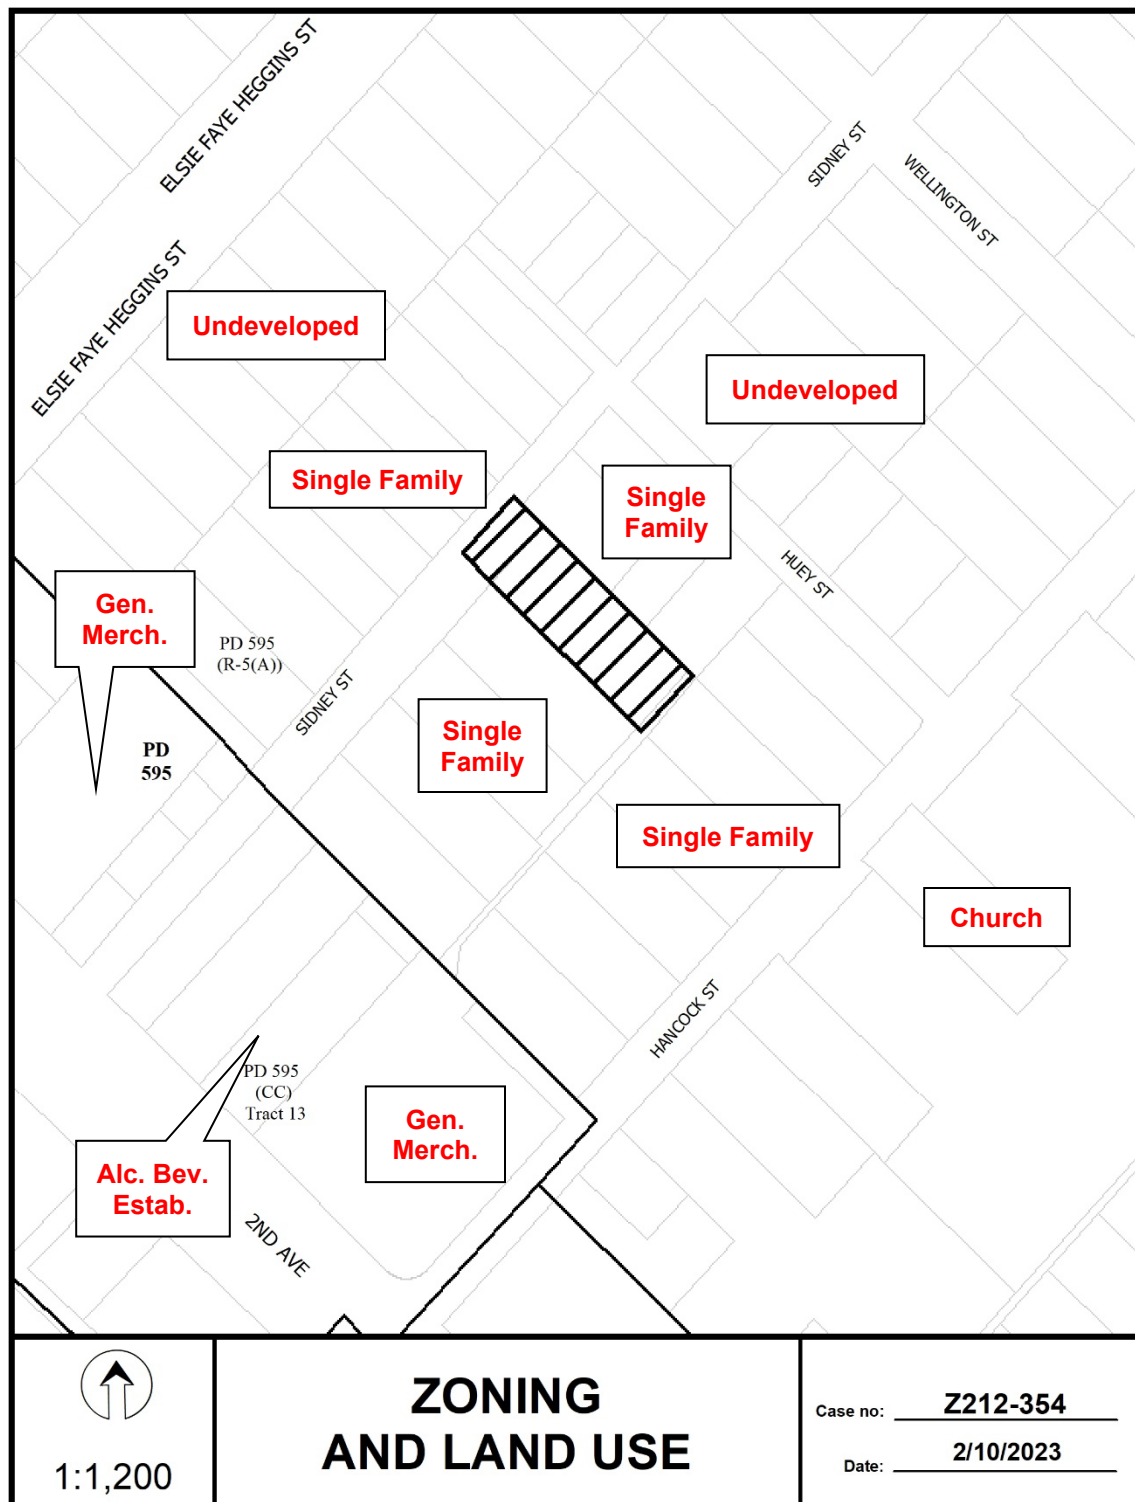 ELSIE FAYE HEGGINS ST
SIDNEY ST
WELLINGTON ST
ELSIE FAYE HEGGINS ST
Undeveloped
Undeveloped
Single Family
Single
Family
HUEY ST
Gen.
Merch.
PD 595
(R-5(A))
SIDNEY ST
PD
595
Single
Family
Single Family
Church
HANCOCK ST
PD 595
(CC)
Tract 13
Gen.
Merch.
Alc. Bev.
Estab.
2ND AVE
1:1,200
ZONING
AND LAND USE
Case no: Z212-354
Date: 2/10/2023